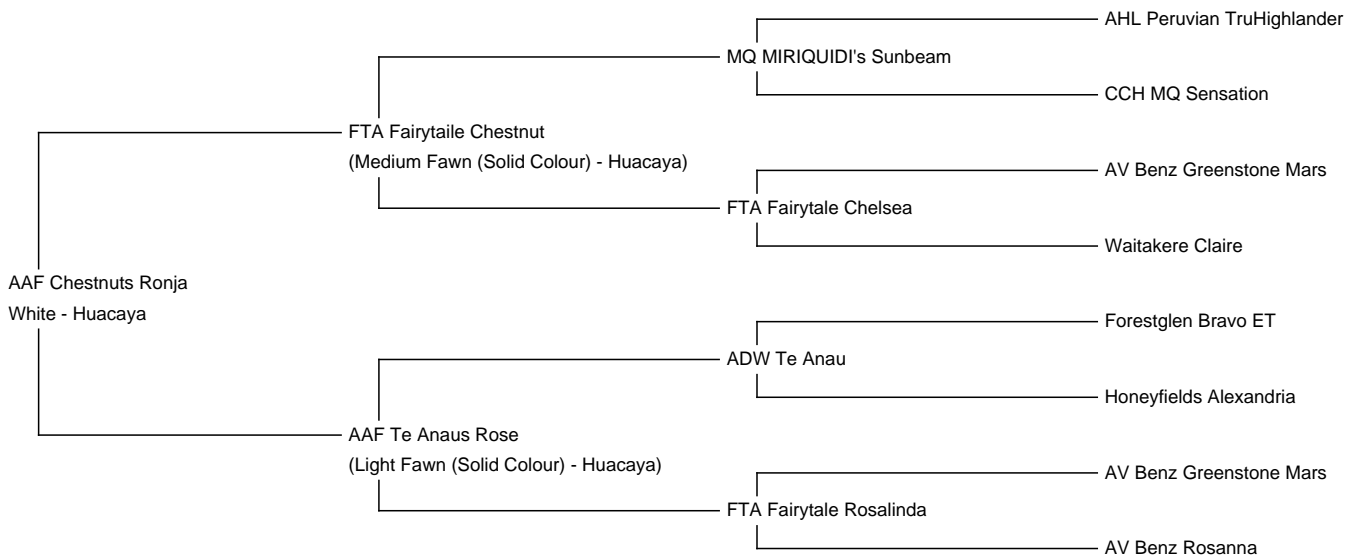 AHL Peruvian TruHighlander
MQ MIRIQUIDI's Sunbeam
CCH MQ Sensation
FTA Fairytaile Chestnut
(Medium Fawn (Solid Colour) - Huacaya)
AV Benz Greenstone Mars
FTA Fairytale Chelsea
Waitakere Claire
AAF Chestnuts Ronja
White - Huacaya
Forestglen Bravo ET
ADW Te Anau
Honeyfields Alexandria
AAF Te Anaus Rose
(Light Fawn (Solid Colour) - Huacaya)
AV Benz Greenstone Mars
FTA Fairytale Rosalinda
AV Benz Rosanna